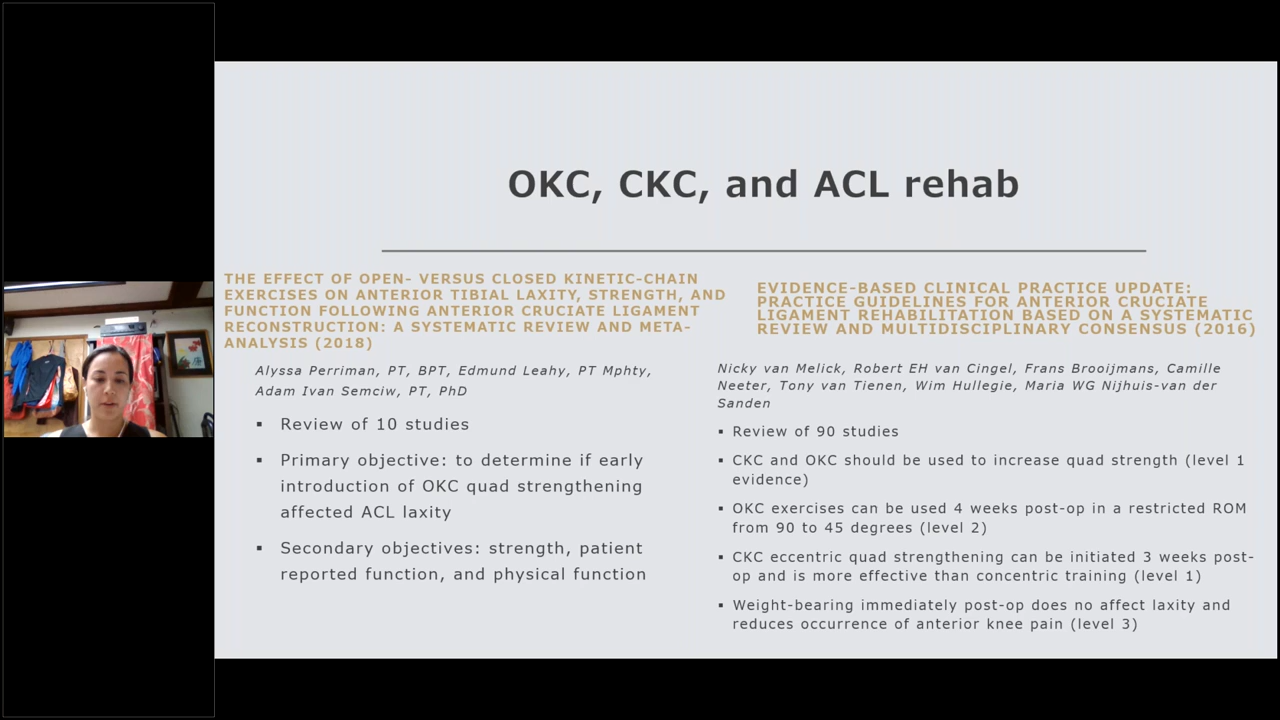 OKC, CKC, and ACL rehab
THE EFFECT OF OPEN- VERSUS CLOSED KINETIC-CHAIN
EXERCISES ON ANTERIOR TIBIAL LAXITY, STRENGTH, AND
FUNCTION FOLLOWING ANTERIOR CRUCIATE LIGAMENT
RECONSTRUCTION: A SYSTEMATIC REVIEW AND META-
ANALYSIS (2018)
Alyssa Perriman, PT, BPT, Edmund Leahy, PT Mphty,
Adam Ivan Semciw, PT, PhD
▪ Review of 10 studies
▪ Primary objective: to determine if early
introduction of OKC quad strengthening
affected ACL laxity
▪ Secondary objectives: strength, patient
reported function, and physical function
EVIDENCE-BASED CLINICAL PRACTICE UPDATE:
PRACTICE GUIDELINES FOR ANTERIOR CRUCIATE
LIGAMENT REHABILITATION BASED ON A SYSTEMATIC
REVIEW AND MULTIDISCIPLINARY CONSENSUS (2016)
Nicky van Melick, Robert EH van Cingel, Frans Brooijmans, Camille
Neeter, Tony van Tienen, Wim Hullegie, Maria WG Nijhuis-van der
Sanden
▪ Review of 90 studies
▪ CKC and OKC should be used to increase quad strength (level 1
evidence)
▪ OKC exercises can be used 4 weeks post-op in a restricted ROM
from 90 to 45 degrees (level 2)
▪ CKC eccentric quad strengthening can be initiated 3 weeks post-
op and is more effective than concentric training (level 1)
▪ Weight-bearing immediately post-op does no affect laxity and
reduces occurrence of anterior knee pain (level 3)